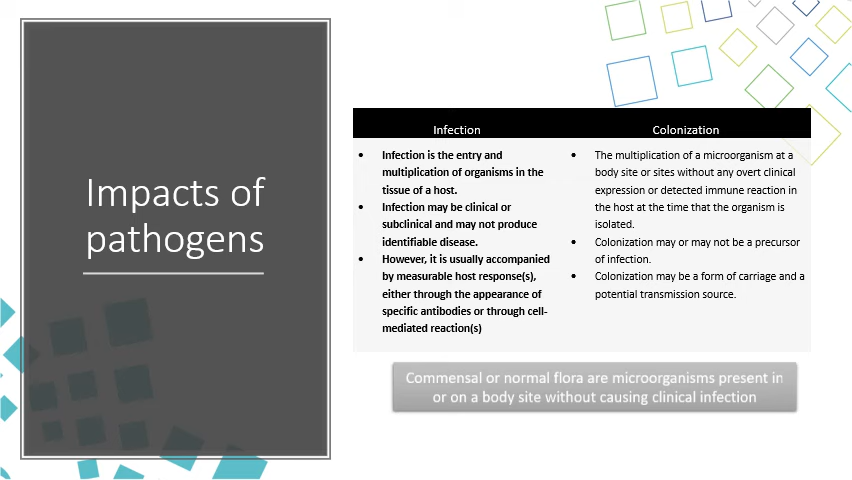 Impacts of
pathogens
Infection
• Infection is the entry and
multiplication of organisms in the
tissue of a host.
• Infection may be clinical or
subclinical and may not produce
identifiable disease.
• However, it is usually accompanied
by measurable host response(s),
either through the appearance of
specific antibodies or through cell-
mediated reaction(s)
Colonization
• The multiplication of a microorganism at a
body site or sites without any overt clinical
expression or detected immune reaction in
the host at the time that the organism is
isolated.
• Colonization may or may not be a precursor
of infection.
• Colonization may be a form of carriage and a
potential transmission source.
Commensal or normal flora are microorganisms present in
or on a body site without causing clinical infection